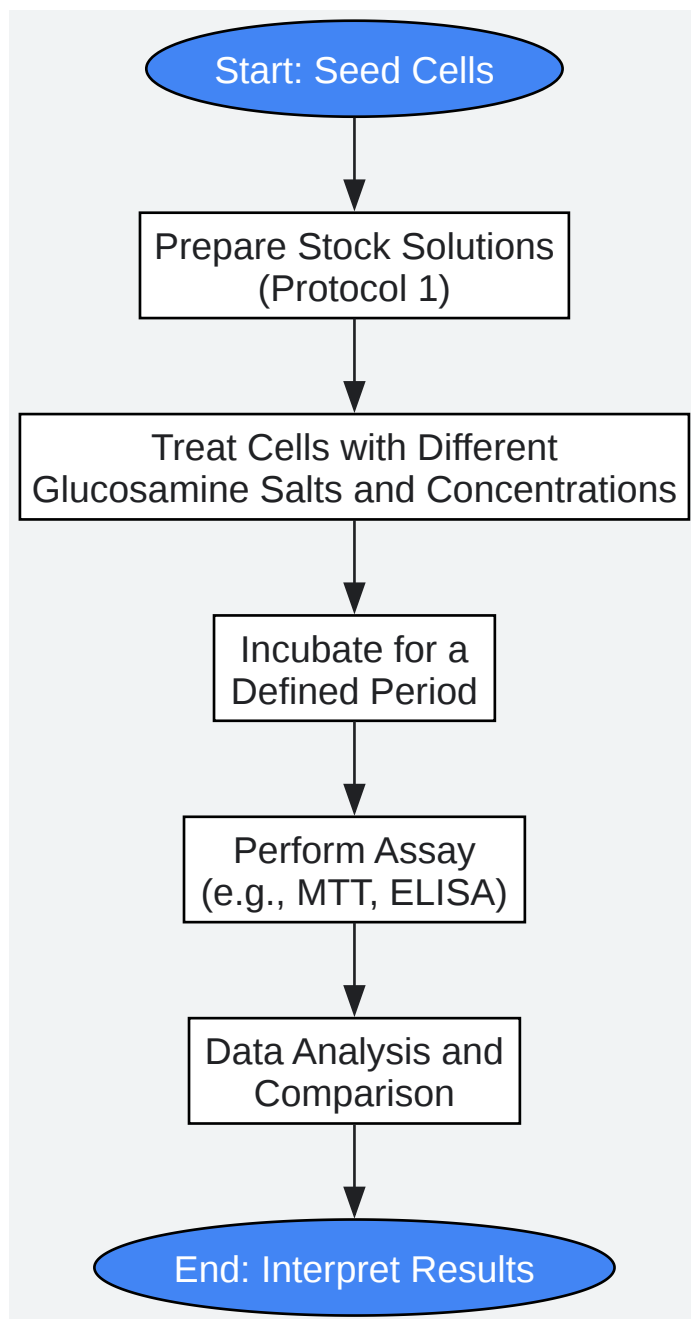 Start: Seed Cells
Prepare Stock Solutions
(Protocol 1)
Treat Cells with Different
Glucosamine Salts and Concentrations
Incubate for a
Defined Period
Perform Assay
(e.g., MTT, ELISA)
Data Analysis and
Comparison
End: Interpret Results